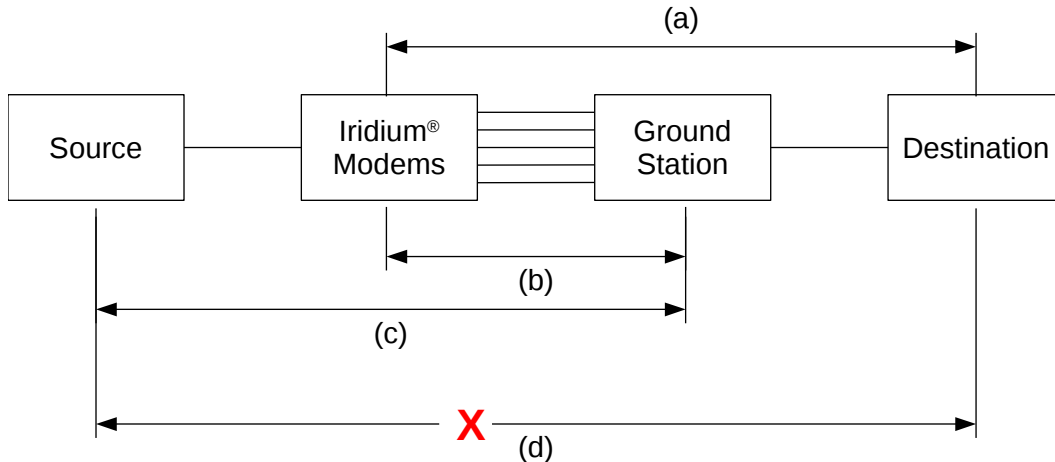 (a)
Source
Iridium®
Modems
Ground
Station
Destination
(b)
(c)
X
(d)